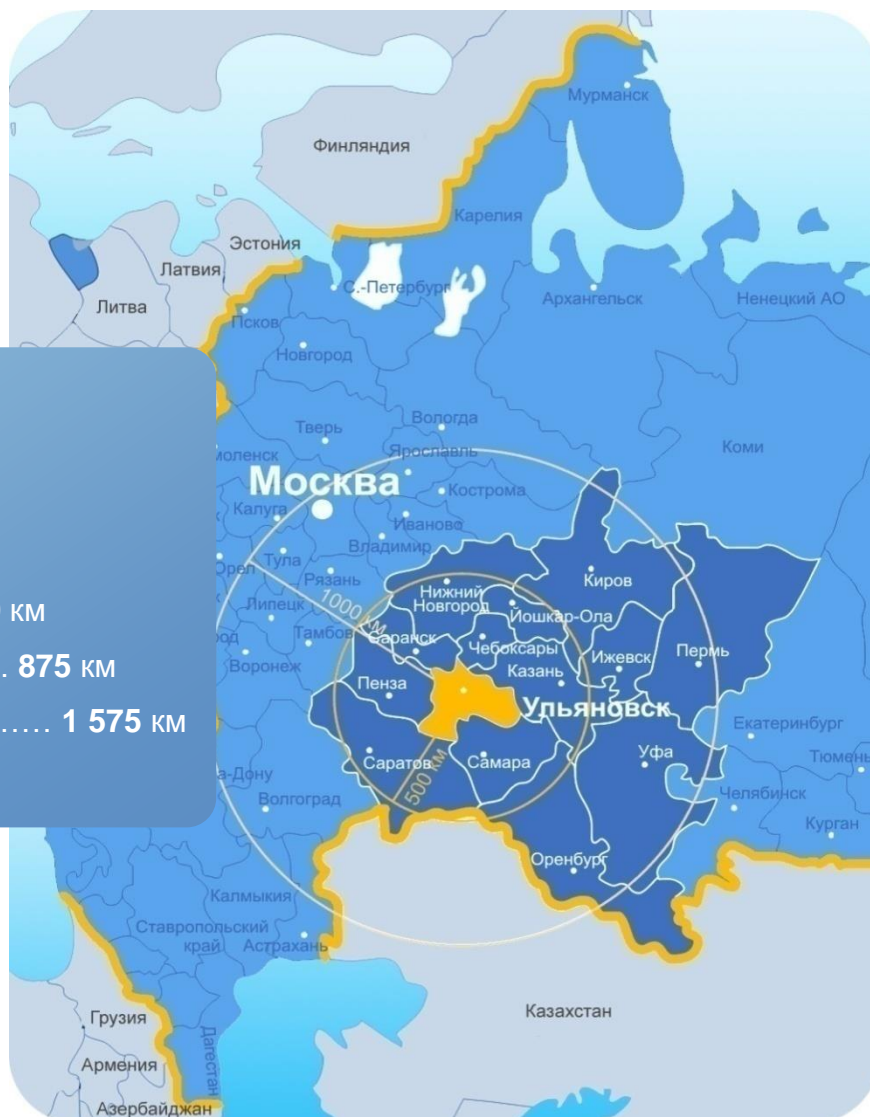 Мурманск
Финляндия
Карелия
Эстония
Латвия
С.-Петербург
Архангельск
Ненецкий АО
Литва
Псков
Новгород
Вологда
Тверь
Ярославль
моленск
Коми
Москва
Кострома
Калуга
Иваново
Владимир
Орел
Тула
Рязань
Киров
Нижний
Новгород
1000 км
Липецк
Йошкар-Ола
км
Тамбов
Саранск
Чебоксары
Воронеж
Казань
Ижевск
Пермь
. 875 км
Пенза
Ульяновск
..... 1 575 км
Екатеринбург
Саратов
Самара
Уфа
Тюмень
500 км
а-Дону
Волгоград
Челябинск
Курган
Оренбург
Калмыкия
Ставропольский
край
Астрахань
Казахстан
Грузия
Дагестан
Армения
Азербайджан